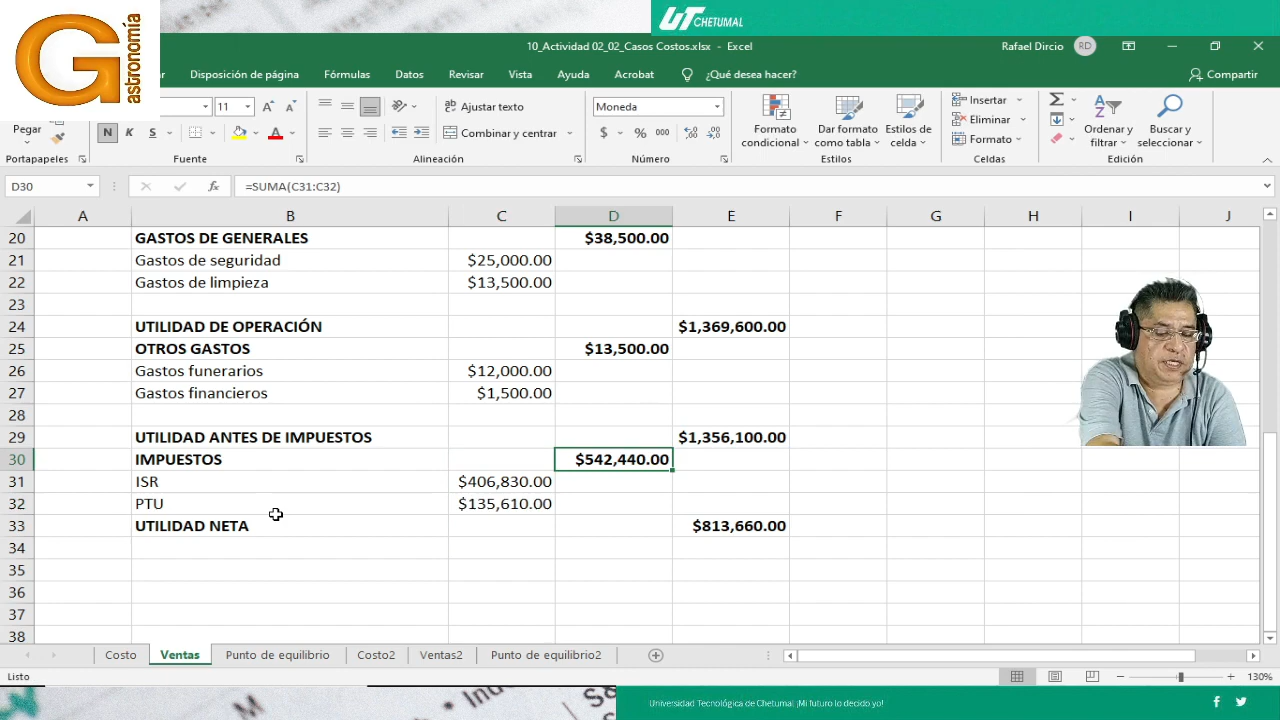 Gastronomía
UT CHETUMAL
10_Actividad 02_02_Casos Costos.xlsx - Excel
Rafael Dircio RD
Disposición de página Fórmulas Datos Revisar Vista Ayuda Acrobat ¿Qué desea hacer? Compartir
11 A A Ajustar texto Moneda Insertar
Pegar N K S A Combinar y centrar $ % 000 Formato condicional Dar formato como tabla Estilos de celda Eliminar Formato Ordenar y filtrar Buscar y seleccionar
Portapapeles Fuente Alineación Número Estilos Celdas Edición
D30 fx =SUMA(C31:C32)
A B C D E F G H I J
20 GASTOS DE GENERALES $38,500.00
21 Gastos de seguridad $25,000.00
22 Gastos de limpieza $13,500.00
23
24 UTILIDAD DE OPERACIÓN $1,369,600.00
25 OTROS GASTOS $13,500.00
26 Gastos funerarios $12,000.00
27 Gastos financieros $1,500.00
28
29 UTILIDAD ANTES DE IMPUESTOS $1,356,100.00
30 IMPUESTOS $542,440.00
31 ISR $406,830.00
32 PTU $135,610.00
33 UTILIDAD NETA $813,660.00
34
35
36
37
38
Costo Ventas Punto de equilibrio Costo2 Ventas2 Punto de equilibrio2
Listo 130%
Universidad Tecnológica de Chetumal ¡Mi futuro lo decido yo!